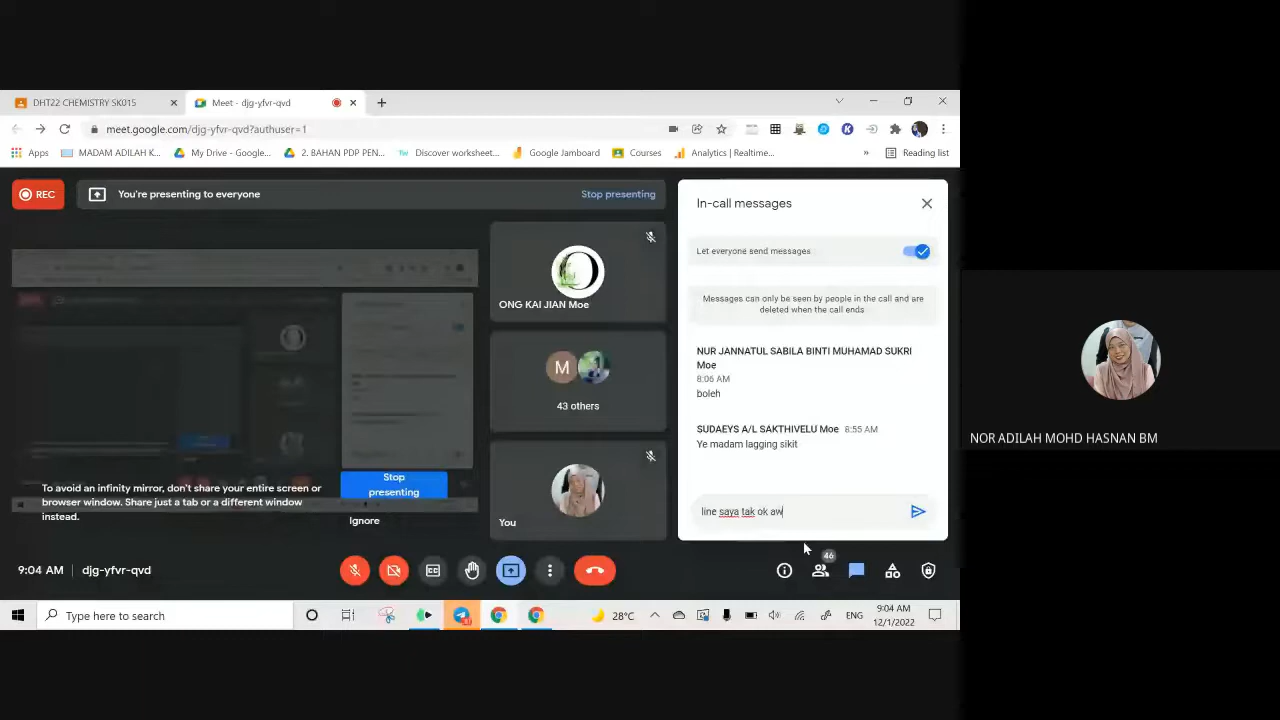 DHT22 CHEMISTRY SK015
Meet - djg-yfvr-qvd
meet.google.com/djg-yfvr-qvd?authuser=1
Apps
MADAM ADILAH K...
My Drive - Google...
2. BAHAN PDP PEN...
Discover worksheet...
Google Jamboard
Courses
Analytics | Realtime...
»
Reading list
REC
You're presenting to everyone
Stop presenting
In-call messages
Let everyone send messages
Messages can only be seen by people in the call and are
deleted when the call ends
NUR JANNATUL SABILA BINTI MUHAMAD SUKRI
Moe
8:06 AM
boleh
SUDAEYS A/L SAKTHIVELU Moe 8:55 AM
Ye madam lagging sikit
line saya tak ok aw
ONG KAI JIAN Moe
M
43 others
You
To avoid an infinity mirror, don't share your entire screen or
browser window. Share just a tab or a different window
instead.
Stop
presenting
Ignore
9:04 AM
djg-yfvr-qvd
46
Type here to search
28°C
ENG
9:04 AM
12/1/2022
NOR ADILAH MOHD HASNAN BM